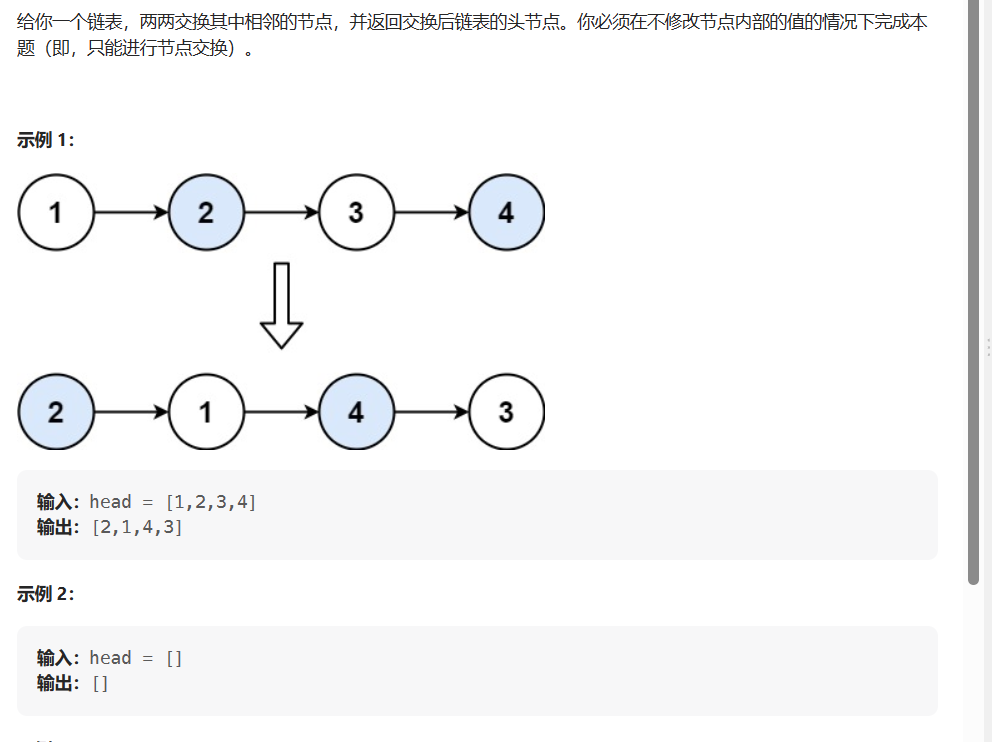 给你一个链表，两两交换其中相邻的节点，并返回交换后链表的头节点。你必须在不修改节点内部的值的情况下完成本
题（即，只能进行节点交换）。
示例 1：
1 2 3 4
2 1 4 3
输入：head = [1,2,3,4]
输出：[2,1,4,3]
示例 2：
输入：head = []
输出：[]